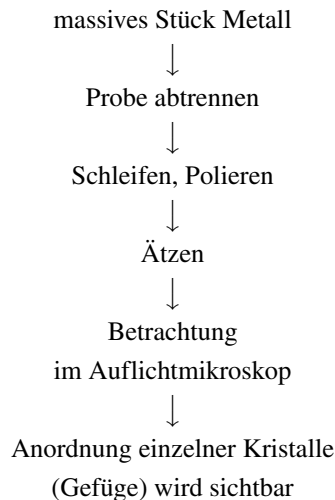 massives Stück Metall
↓
Probe abtrennen
↓
Schleifen, Polieren
↓
Ätzen
↓
Betrachtung
im Auflichtmikroskop
↓
Anordnung einzelner Kristalle
(Gefüge) wird sichtbar